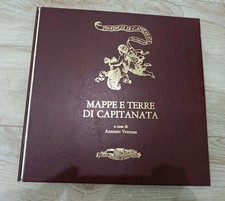 MAPPE E TERRE
DI CAPITANATA
a cura di
Antonio Ventura